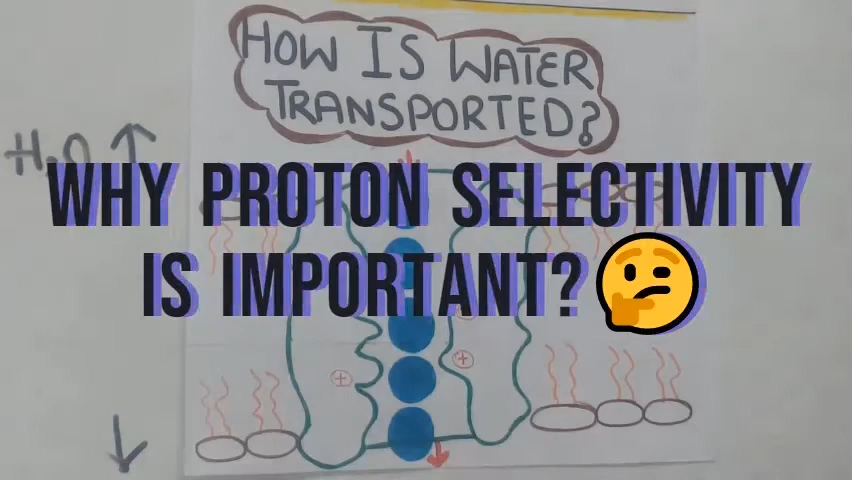 HOW IS WATER
TRANSPORTED?
H₂O ↑
WHY PROTON SELECTIVITY
IS IMPORTANT?🤔
+
+